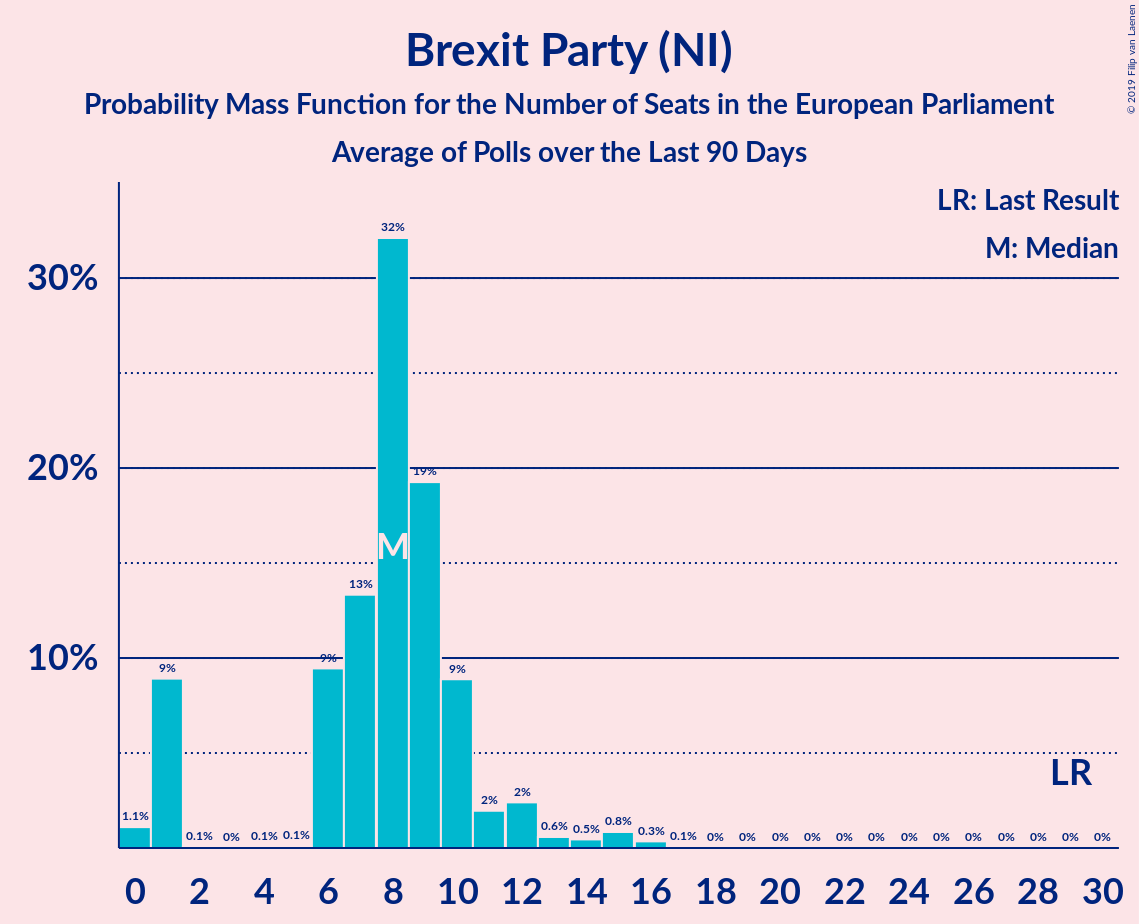 Brexit Party (NI)
Probability Mass Function for the Number of Seats in the European Parliament
Average of Polls over the Last 90 Days
© 2019 Filip van Laenen
LR: Last Result
M: Median
30%
20%
10%
1.1% 9% 0.1% 0% 0.1% 0.1% 9% 13% 32% 19% 9% 2% 2% 0.6% 0.5% 0.8% 0.3% 0.1% 0% 0% 0% 0% 0% 0% 0% 0% 0% 0% 0% 0% 0%
M
LR
0 2 4 6 8 10 12 14 16 18 20 22 24 26 28 30